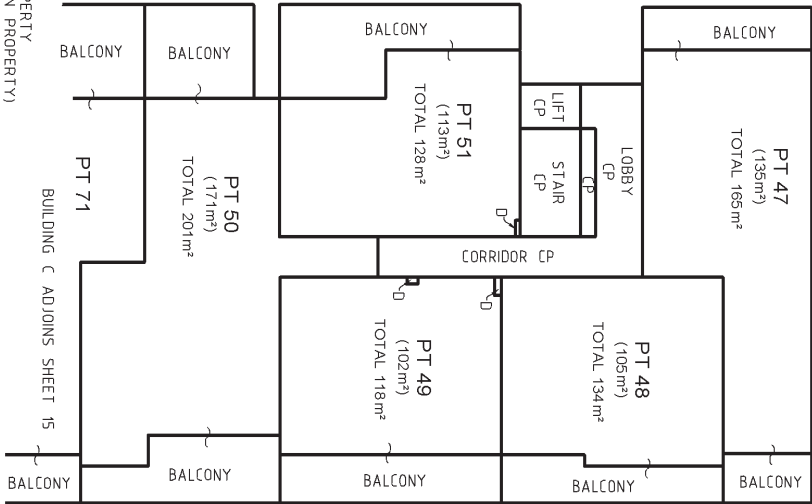 BALCONY
BALCONY
BALCONY
BALCONY
PERTY
N PROPERTY)
LIFT
CP
LOBBY
CP
PT 51
(113m²)
TOTAL 128m²
PT 47
(135m²)
TOTAL 165m²
STAIR
CP
CP
PT 71
PT 50
(171m²)
TOTAL 201m²
D
CORRIDOR CP
BUILDING C ADJOINS SHEET 15
D
D
PT 49
(102m²)
TOTAL 118m²
PT 48
(105m²)
TOTAL 134m²
BALCONY
BALCONY
BALCONY
BALCONY
BALCONY